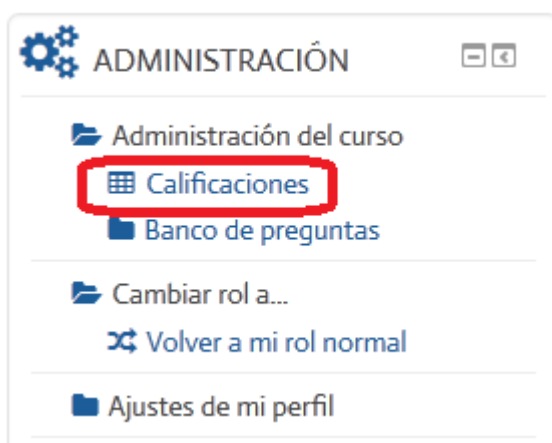 ADMINISTRACIÓN
Administración del curso
Calificaciones
Banco de preguntas
Cambiar rol a...
Volver a mi rol normal
Ajustes de mi perfil